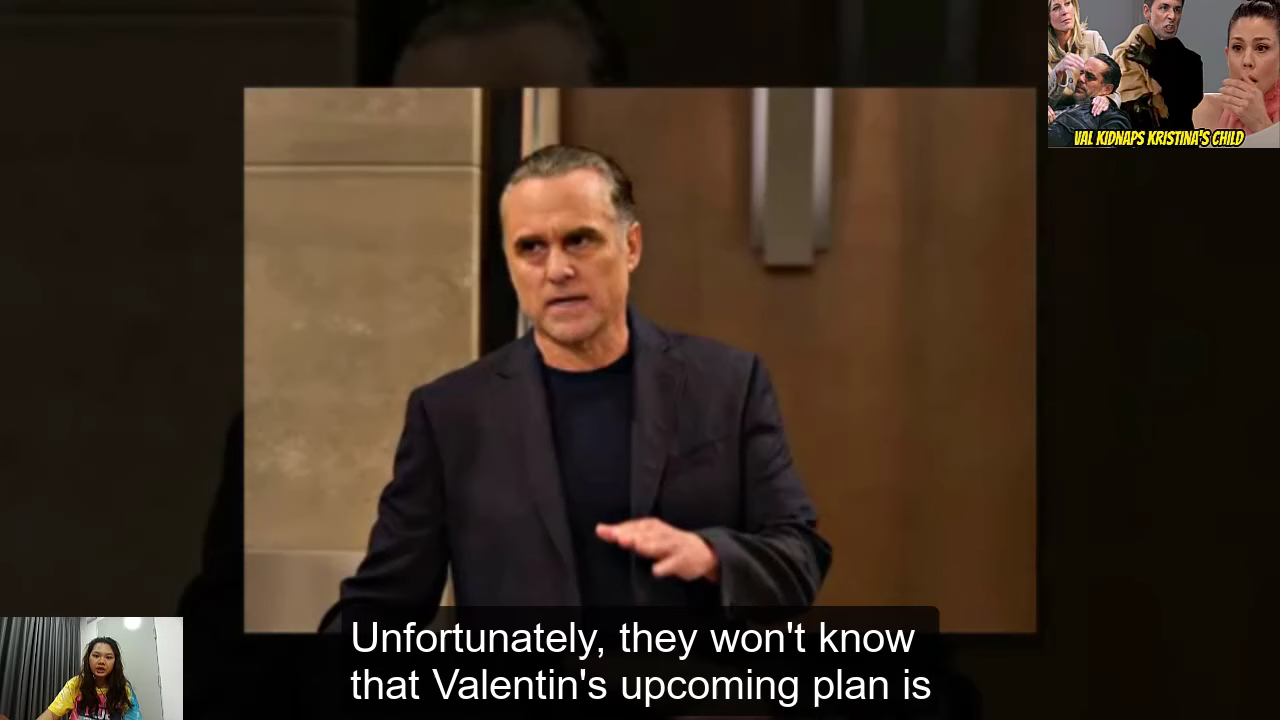 VAL KIDNAPS KRISTINA'S CHILD
Unfortunately, they won't know
that Valentin's upcoming plan is